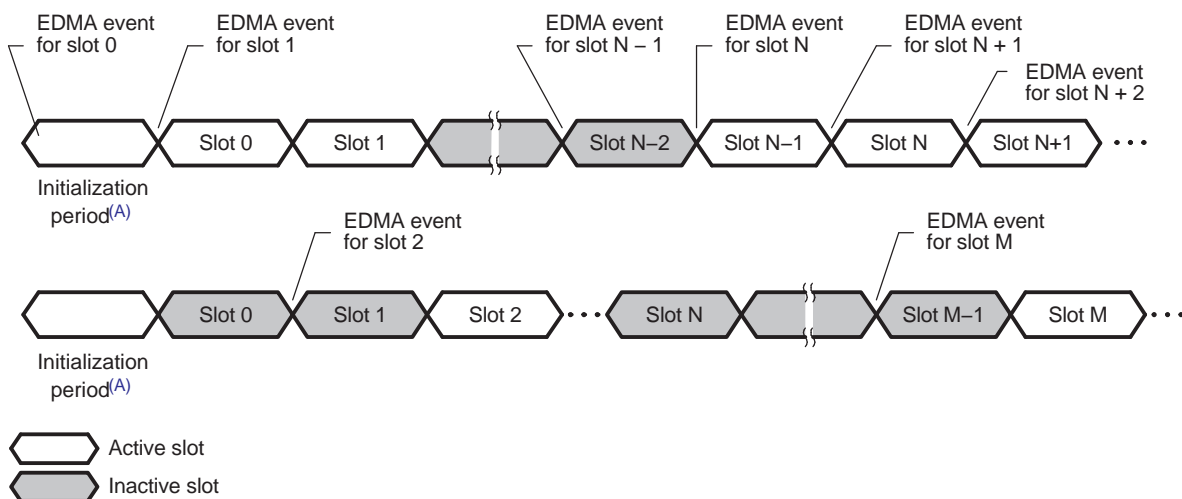 EDMA event
for slot 0
EDMA event
for slot 1
EDMA event
for slot N – 1
EDMA event
for slot N
EDMA event
for slot N + 1
EDMA event
for slot N + 2
Slot 0
Slot 1
Slot N–2
Slot N–1
Slot N
Slot N+1
Initialization
period(A)
EDMA event
for slot 2
EDMA event
for slot M
Slot 0
Slot 1
Slot 2
Slot N
Slot M–1
Slot M
Initialization
period(A)
Active slot
Inactive slot